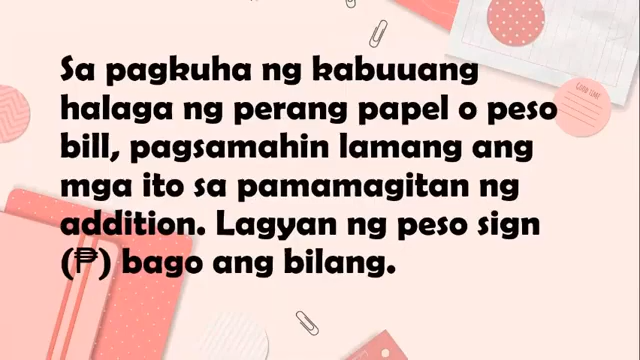 Sa pagkuha ng kabuuang
halaga ng perang papel o peso
bill, pagsamahin lamang ang
mga ito sa pamamagitan ng
addition. Lagyan ng peso sign
(₱) bago ang bilang.